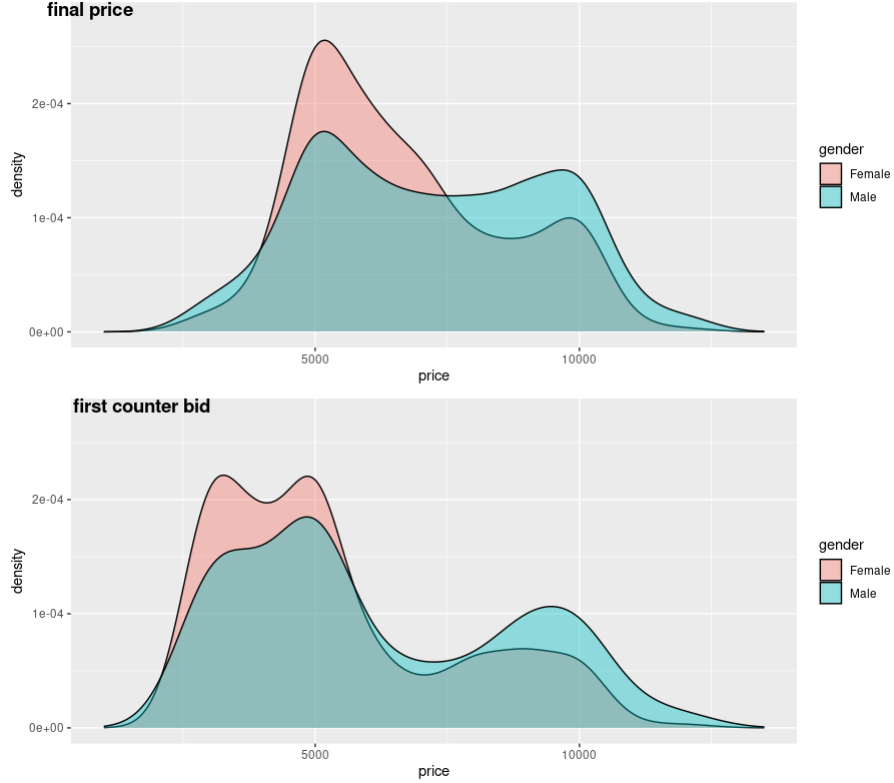 final price
density
2e-04
1e-04
0e+00
5000 10000
price
gender
Female
Male
first counter bid
density
2e-04
1e-04
0e+00
5000 10000
price
gender
Female
Male